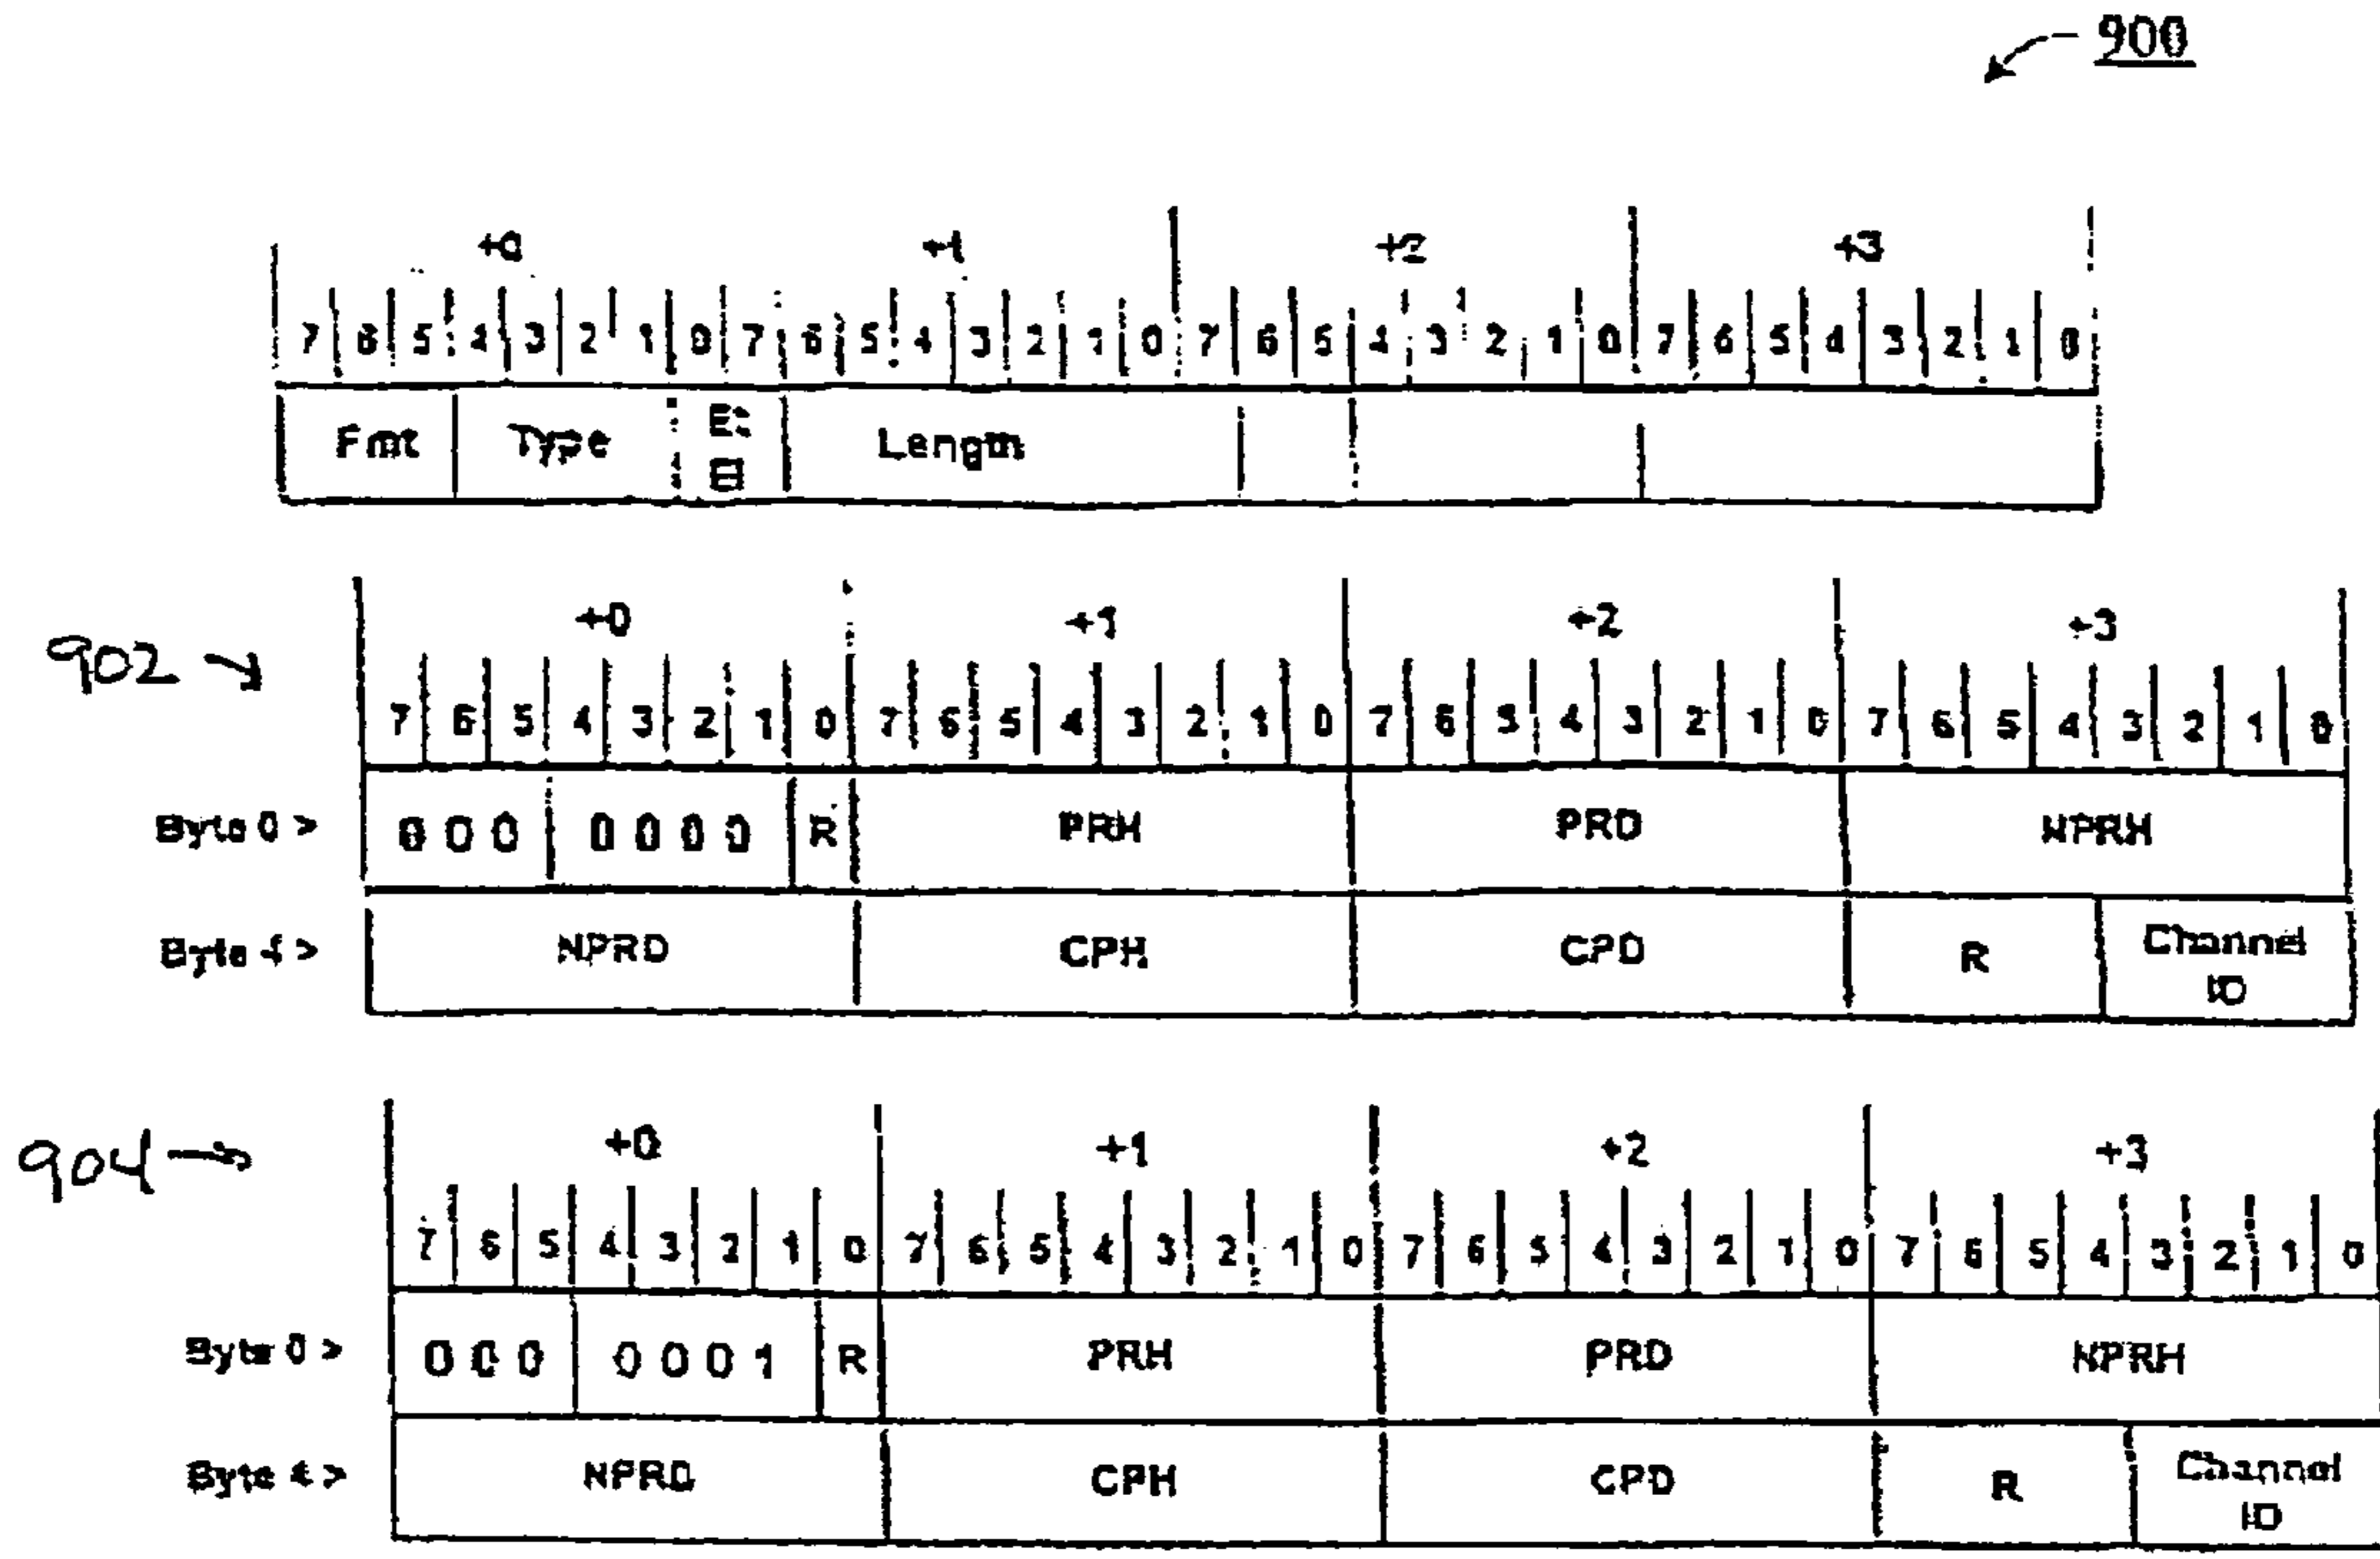 900
+0 +1 +2 +3
7 6 5 4 3 2 1 0 7 6 5 4 3 2 1 0 7 6 5 4 3 2 1 0 7 6 5 4 3 2 1 0
Fmt Type Length
902
+0 +1 +2 +3
7 6 5 4 3 2 1 0 7 6 5 4 3 2 1 0 7 6 5 4 3 2 1 0 7 6 5 4 3 2 1 0
Byte 0 > 0 0 0 0 0 0 0 R PRH PRD NPRH
Byte 4 > NPRD CPH CPD R Channel
ID
904
+0 +1 +2 +3
7 6 5 4 3 2 1 0 7 6 5 4 3 2 1 0 7 6 5 4 3 2 1 0 7 6 5 4 3 2 1 0
Byte 0 > 0 0 0 0 0 0 1 R PRH PRD NPRH
Byte 4 > NPRD CPH CPD R Channel
ID